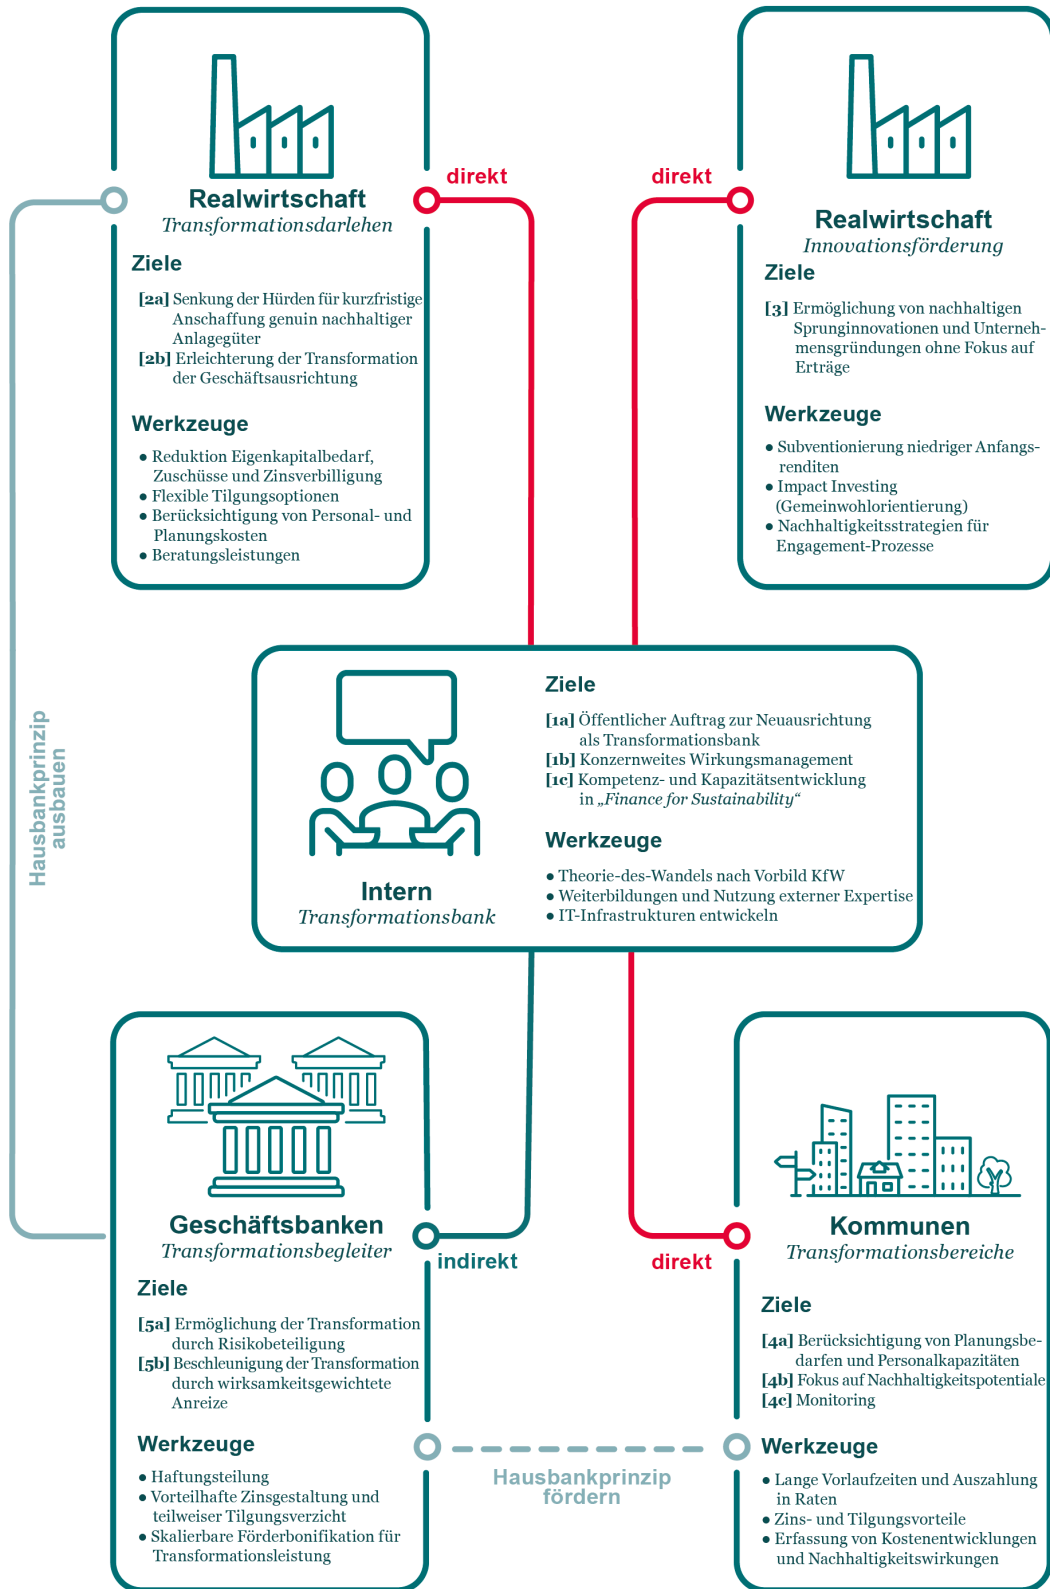 direkt
Realwirtschaft
Transformationsdarlehen
Ziele
[2a] Senkung der Hürden für kurzfristige
Anschaffung genuin nachhaltiger
Anlagegüter
[2b] Erleichterung der Transformation
der Geschäftsausrichtung
Werkzeuge
● Reduktion Eigenkapitalbedarf,
Zuschüsse und Zinsverbilligung
● Flexible Tilgungsoptionen
● Berücksichtigung von Personal- und
Planungskosten
● Beratungsleistungen
direkt
Realwirtschaft
Innovationsförderung
Ziele
[3] Ermöglichung von nachhaltigen
Sprunginnovationen und Unterneh-
mensgründungen ohne Fokus auf
Erträge
Werkzeuge
● Subventionierung niedriger Anfangs-
renditen
● Impact Investing
(Gemeinwohlorientierung)
● Nachhaltigkeitsstrategien für
Engagement-Prozesse
Hausbankprinzip
ausbauen
Intern
Transformationsbank
Ziele
[1a] Öffentlicher Auftrag zur Neuausrichtung
als Transformationsbank
[1b] Konzernweites Wirkungsmanagement
[1c] Kompetenz- und Kapazitätsentwicklung
in „Finance for Sustainability“
Werkzeuge
● Theorie-des-Wandels nach Vorbild KfW
● Weiterbildungen und Nutzung externer Expertise
● IT-Infrastrukturen entwickeln
Geschäftsbanken
Transformationsbegleiter
indirekt
Ziele
[5a] Ermöglichung der Transformation
durch Risikobeteiligung
[5b] Beschleunigung der Transformation
durch wirksamkeitsgewichtete
Anreize
Werkzeuge
● Haftungsteilung
● Vorteilhafte Zinsgestaltung und
teilweiser Tilgungsverzicht
● Skalierbare Förderbonifikation für
Transformationsleistung
Hausbankprinzip
fördern
direkt
Kommunen
Transformationsbereiche
Ziele
[4a] Berücksichtigung von Planungsbe-
darfen und Personalkapazitäten
[4b] Fokus auf Nachhaltigkeitspotentiale
[4c] Monitoring
Werkzeuge
● Lange Vorlaufzeiten und Auszahlung
in Raten
● Zins- und Tilgungsvorteile
● Erfassung von Kostenentwicklungen
und Nachhaltigkeitswirkungen